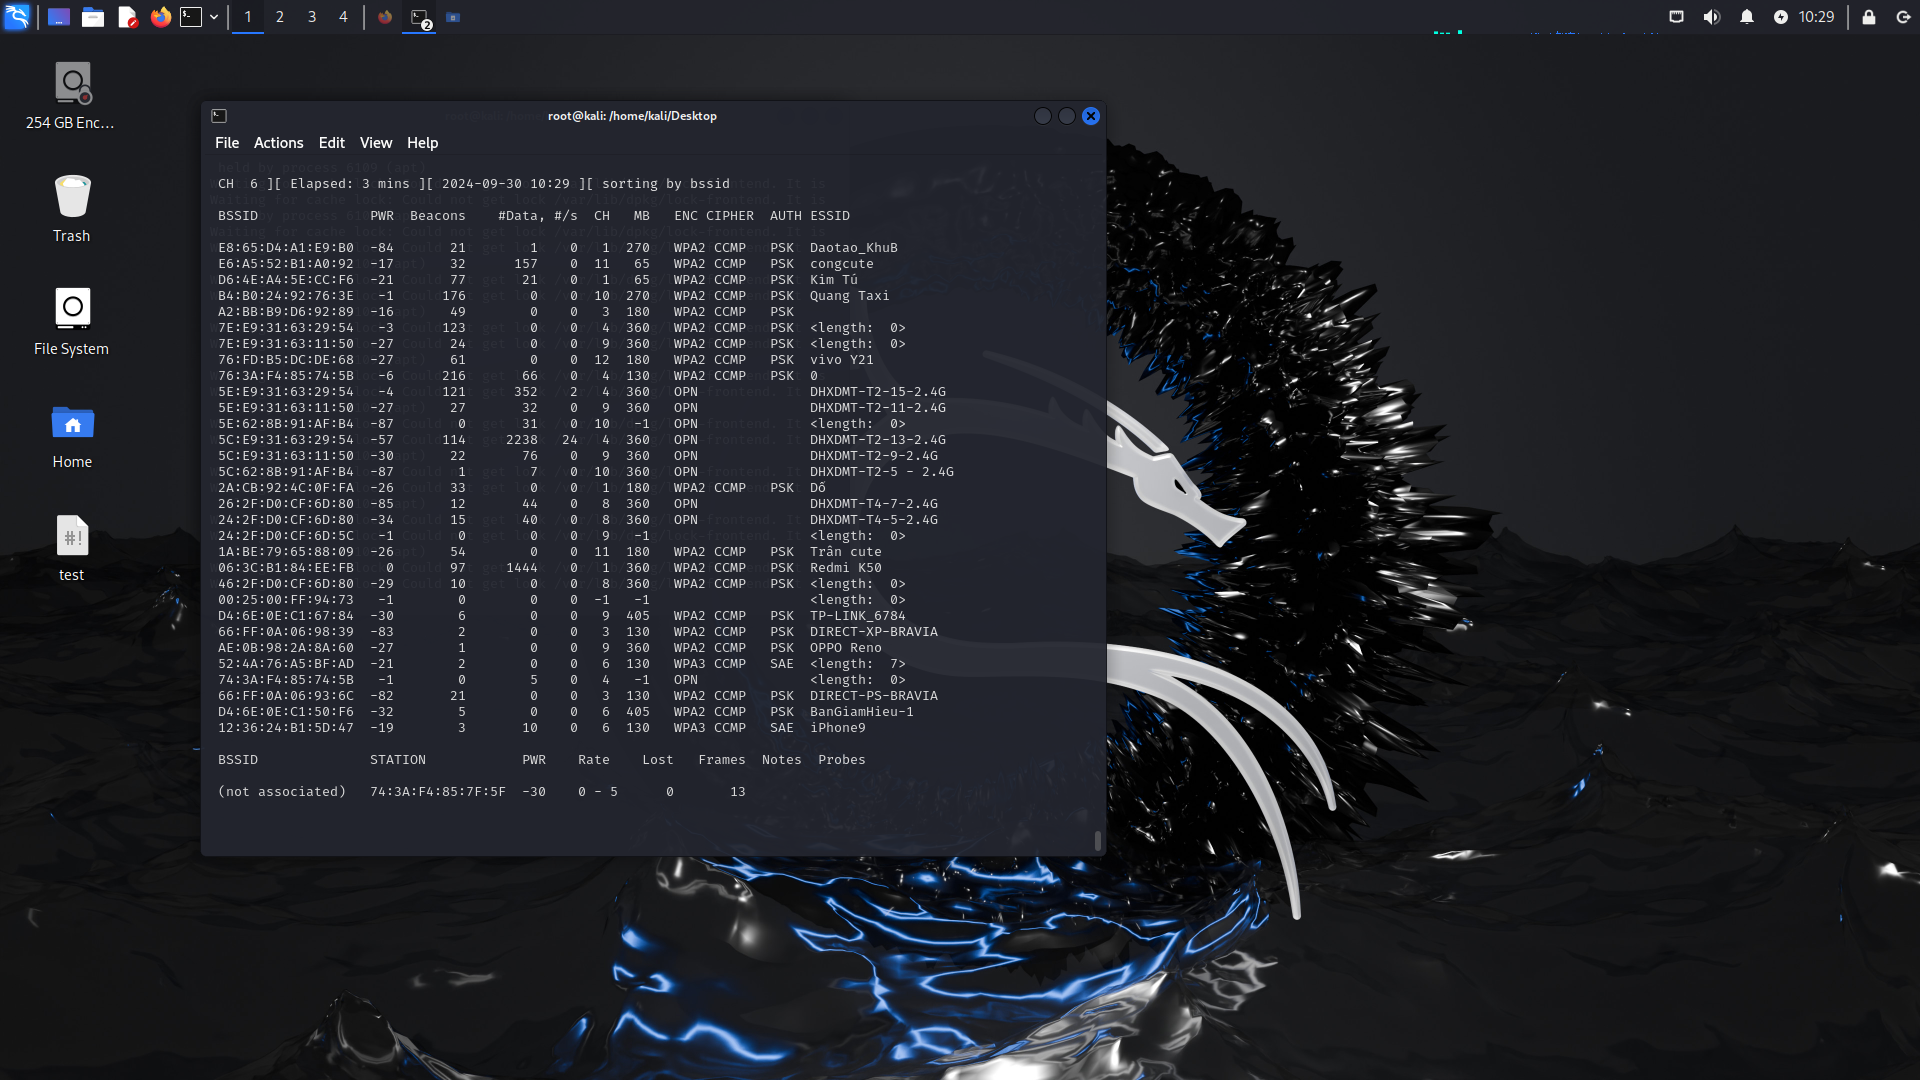 1 2 3 4 2 10:29
254 GB Enc...
Trash
File System
Home
test
root@kali: /home/kali/Desktop
File Actions Edit View Help
CH 6 ][ Elapsed: 3 mins ][ 2024-09-30 10:29 ][ sorting by bssid
BSSID PWR Beacons #Data, #/s CH MB ENC CIPHER AUTH ESSID
E8:65:D4:A1:E9:B0 -84 21 1 0 1 270 WPA2 CCMP PSK Daotao_KhuB
E6:A5:52:B1:A0:92 -17 32 157 0 11 65 WPA2 CCMP PSK congcute
D6:4E:A4:5E:CC:F6 -21 77 21 0 1 65 WPA2 CCMP PSK Kim Tú
B4:B0:24:92:76:3E -1 176 0 0 10 270 WPA2 CCMP PSK Quang Taxi
A2:BB:B9:D6:92:89 -16 49 0 0 3 180 WPA2 CCMP PSK
7E:E9:31:63:29:54 -3 123 0 0 4 360 WPA2 CCMP PSK <length: 0>
7E:E9:31:63:11:50 -27 24 0 0 9 360 WPA2 CCMP PSK <length: 0>
76:FD:B5:DC:DE:68 -27 61 0 0 12 180 WPA2 CCMP PSK vivo Y21
76:3A:F4:85:74:5B -6 216 66 0 4 130 WPA2 CCMP PSK 0
5E:E9:31:63:29:54 -4 121 352 2 4 360 OPN DHXDMT-T2-15-2.4G
5E:E9:31:63:11:50 -27 27 32 0 9 360 OPN DHXDMT-T2-11-2.4G
5E:62:8B:91:AF:B4 -87 0 31 0 10 -1 OPN <length: 0>
5C:E9:31:63:29:54 -57 114 2238 24 4 360 OPN DHXDMT-T2-13-2.4G
5C:E9:31:63:11:50 -30 22 76 0 9 360 OPN DHXDMT-T2-9-2.4G
5C:62:8B:91:AF:B4 -87 1 7 0 10 360 OPN DHXDMT-T2-5 - 2.4G
2A:CB:92:4C:0F:FA -26 33 0 0 1 180 WPA2 CCMP PSK Dố
26:2F:D0:CF:6D:80 -85 12 44 0 8 360 OPN DHXDMT-T4-7-2.4G
24:2F:D0:CF:6D:80 -34 15 40 0 8 360 OPN DHXDMT-T4-5-2.4G
24:2F:D0:CF:6D:5C -1 0 0 0 9 -1 <length: 0>
1A:BE:79:65:88:09 -26 54 0 0 11 180 WPA2 CCMP PSK Trân cute
06:3C:B1:84:EE:FB 0 97 1444 0 1 360 WPA2 CCMP PSK Redmi K50
46:2F:D0:CF:6D:80 -29 10 0 0 8 360 WPA2 CCMP PSK <length: 0>
00:25:00:FF:94:73 -1 0 0 0 -1 -1 <length: 0>
D4:6E:0E:C1:67:84 -30 6 0 0 9 405 WPA2 CCMP PSK TP-LINK_6784
66:FF:0A:06:98:39 -83 2 0 0 3 130 WPA2 CCMP PSK DIRECT-XP-BRAVIA
AE:0B:98:2A:8A:60 -27 1 0 0 9 360 WPA2 CCMP PSK OPPO Reno
52:4A:76:A5:BF:AD -21 2 0 0 6 130 WPA3 CCMP SAE <length: 7>
74:3A:F4:85:74:5B -1 0 5 0 4 -1 OPN <length: 0>
66:FF:0A:06:93:6C -82 21 0 0 3 130 WPA2 CCMP PSK DIRECT-PS-BRAVIA
D4:6E:0E:C1:50:F6 -32 5 0 0 6 405 WPA2 CCMP PSK BanGiamHieu-1
12:36:24:B1:5D:47 -19 3 10 0 6 130 WPA3 CCMP SAE iPhone9
BSSID STATION PWR Rate Lost Frames Notes Probes
(not associated) 74:3A:F4:85:7F:5F -30 0 - 5 0 13